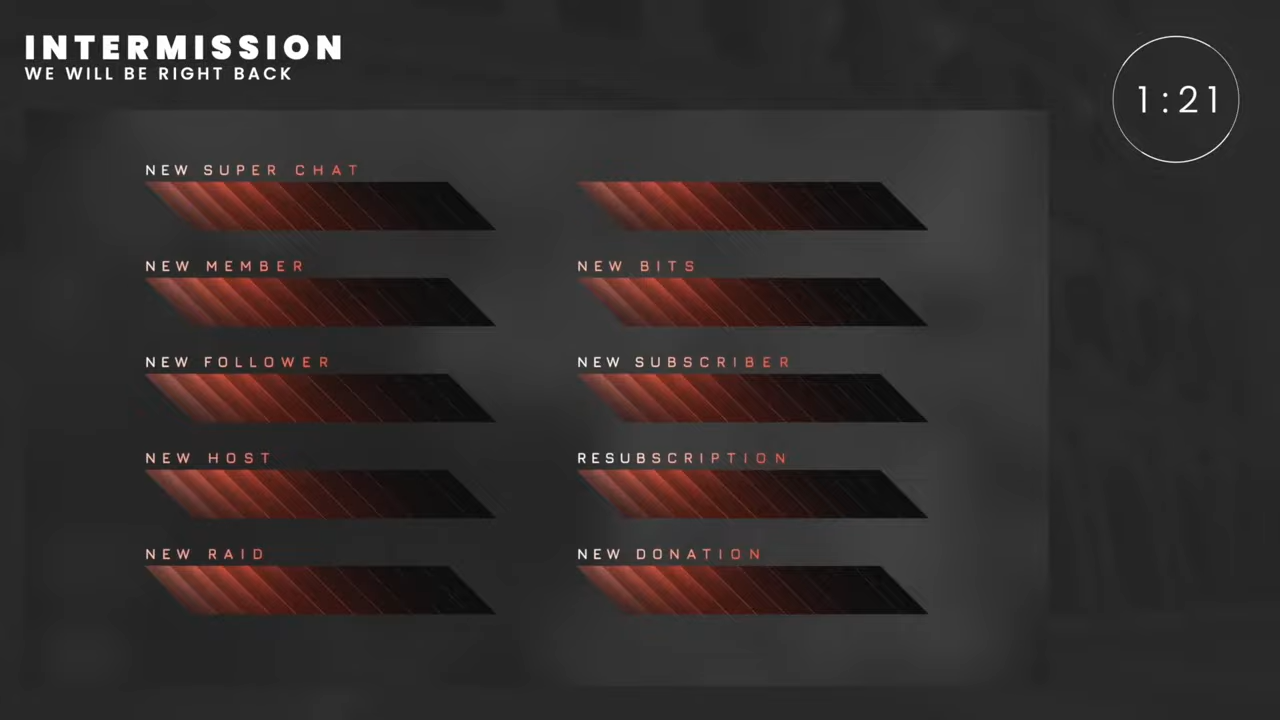 INTERMISSION
WE WILL BE RIGHT BACK
1:21
NEW SUPER CHAT
NEW MEMBER
NEW BITS
NEW FOLLOWER
NEW SUBSCRIBER
NEW HOST
RESUBSCRIPTION
NEW RAID
NEW DONATION